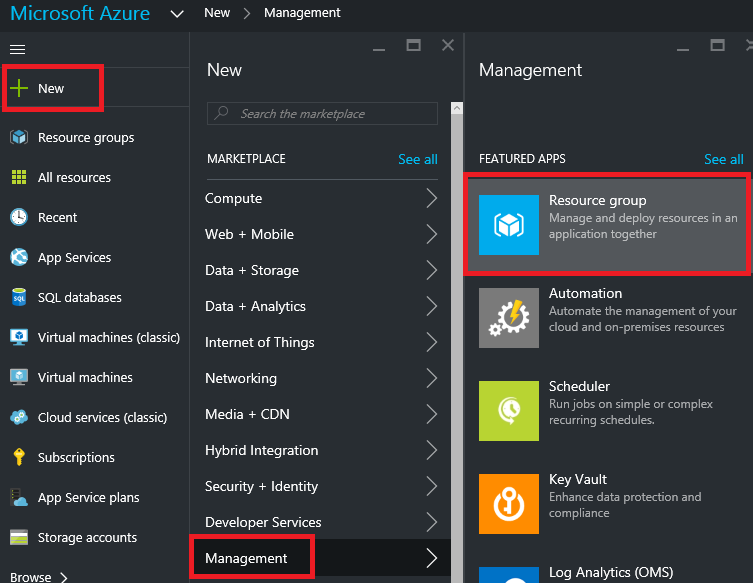 Microsoft Azure New Management
New
Resource groups
All resources
Recent
App Services
SQL databases
Virtual machines (classic)
Virtual machines
Cloud services (classic)
Subscriptions
App Service plans
Storage accounts
Browse
New
Search the marketplace
MARKETPLACE See all
Compute
Web + Mobile
Data + Storage
Data + Analytics
Internet of Things
Networking
Media + CDN
Hybrid Integration
Security + Identity
Developer Services
Management
Management
FEATURED APPS See all
Resource group
Manage and deploy resources in an
application together
Automation
Automate the management of your
cloud and on-premises resources
Scheduler
Run jobs on simple or complex
recurring schedules.
Key Vault
Enhance data protection and
compliance
Log Analytics (OMS)